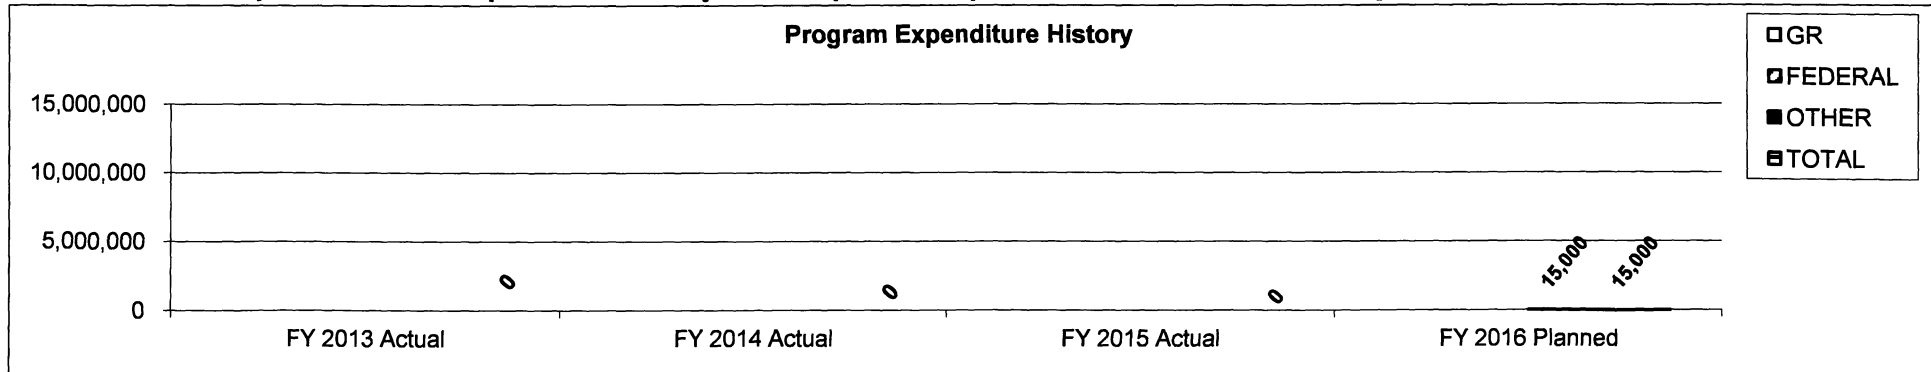 Program Expenditure History
GR
FEDERAL
OTHER
TOTAL
15,000,000
10,000,000
5,000,000
0
0
0
0
15,000
15,000
FY 2013 Actual
FY 2014 Actual
FY 2015 Actual
FY 2016 Planned